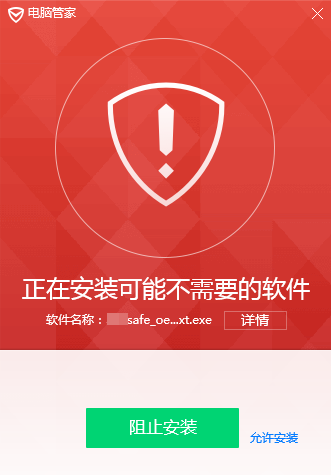 电脑管家
正在安装可能不需要的软件
软件名称：safe_oe...xt.exe 详情
阻止安装
允许安装